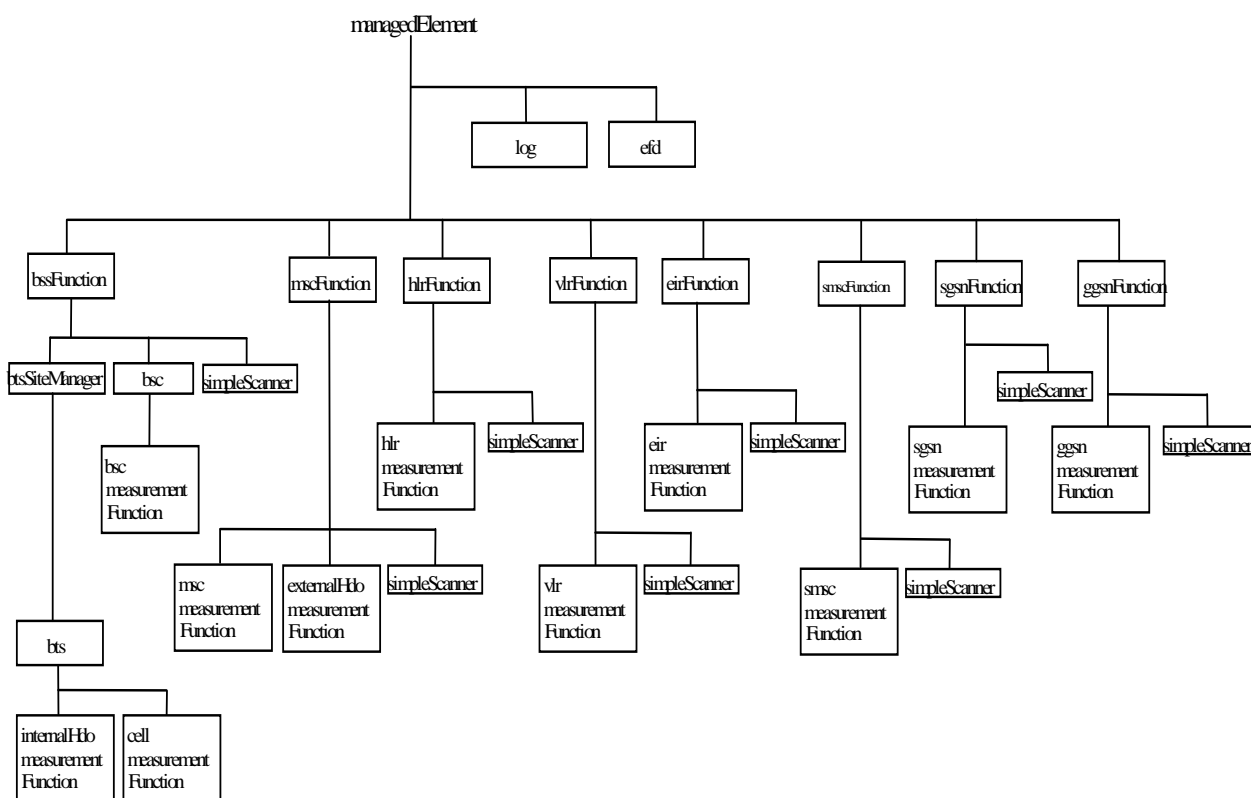 managedElement
log
efd
bssFunction
mscFunction
hlrFunction
vlrFunction
eirFunction
smscFunction
sgsnFunction
ggsnFunction
btsSiteManager
bsc
simpleScanner
simpleScanner
simpleScanner
simpleScanner
simpleScanner
bsc
measurement
Function
hlr
measurement
Function
eir
measurement
Function
sgsn
measurement
Function
ggsn
measurement
Function
msc
measurement
Function
externalHdo
measurement
Function
simpleScanner
vlr
measurement
Function
simpleScanner
smsc
measurement
Function
simpleScanner
bts
internalHdo
measurement
Function
cell
measurement
Function